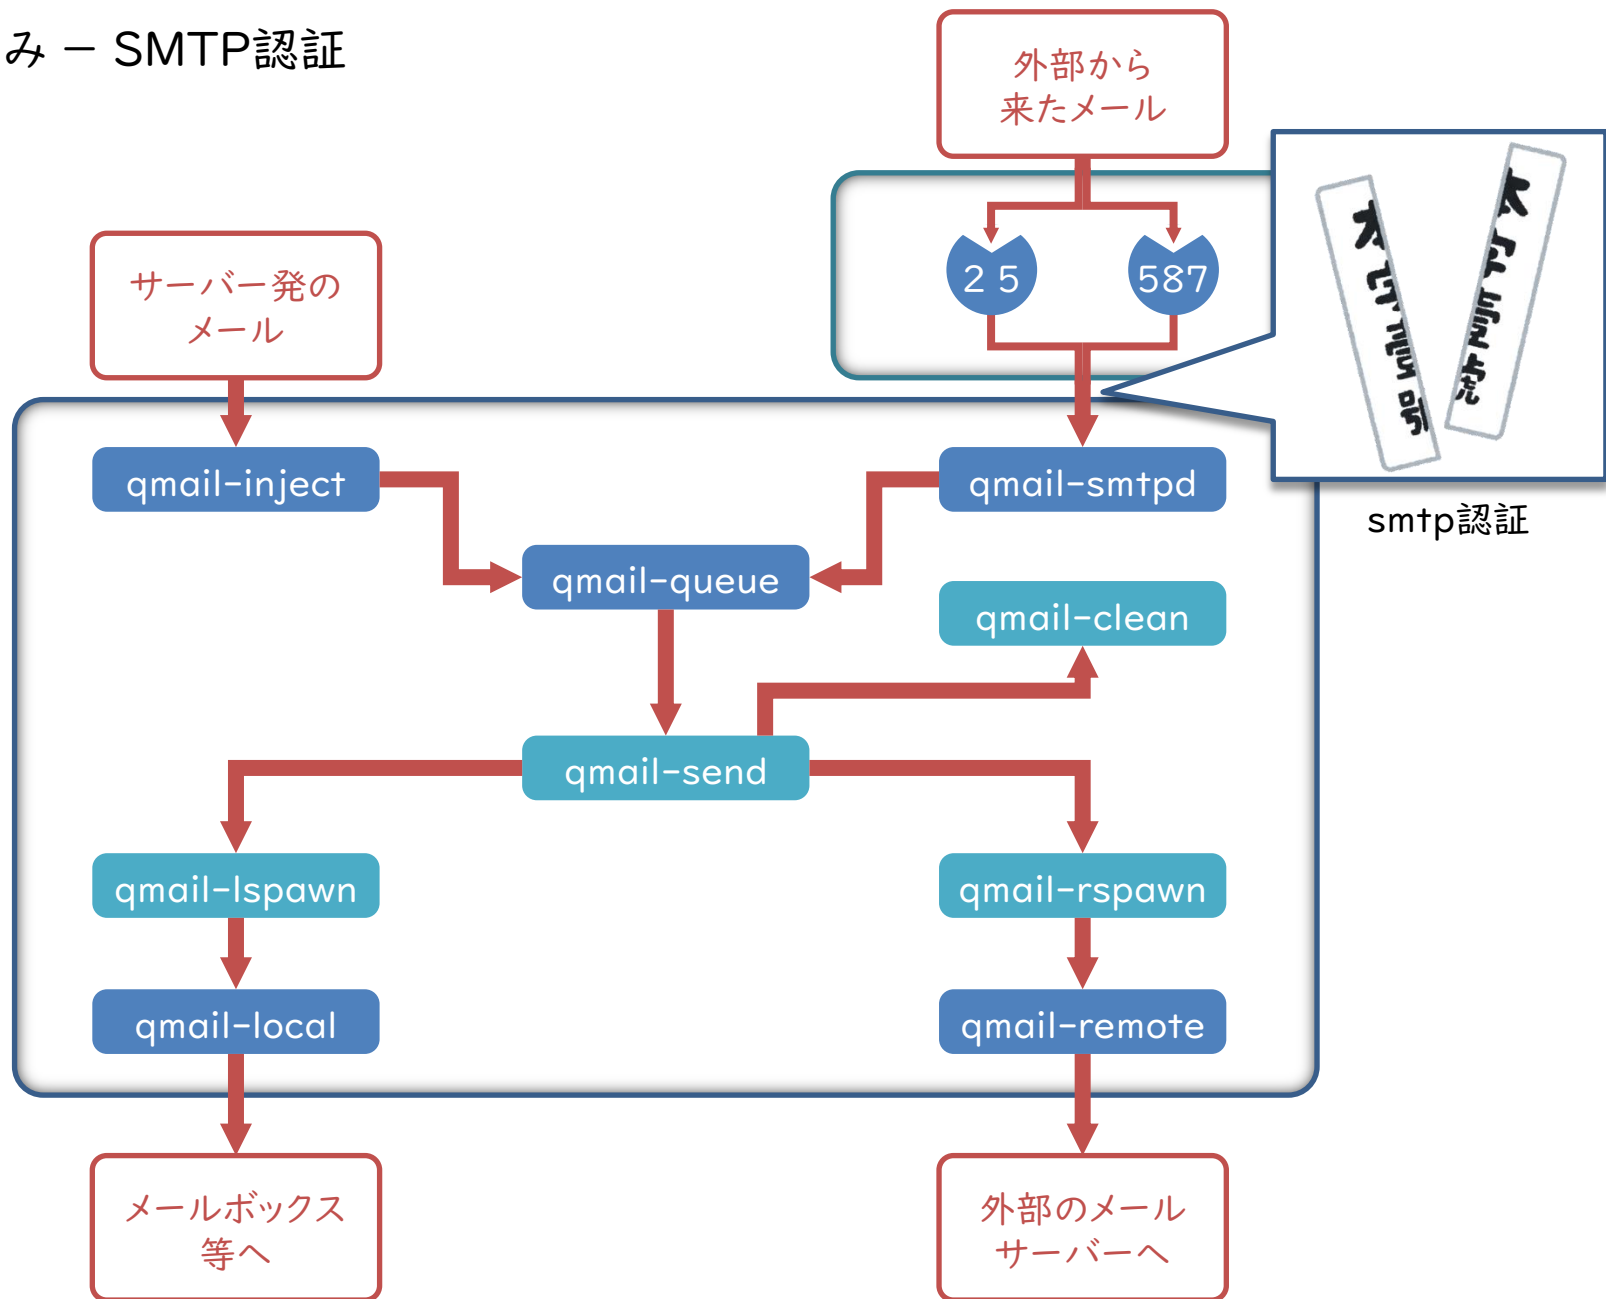 み － SMTP認証
外部から
来たメール
25
587
サーバー発の
メール
qmail-inject
qmail-smtpd
smtp認証
qmail-queue
qmail-clean
qmail-send
qmail-lspawn
qmail-rspawn
qmail-local
qmail-remote
メールボックス
等へ
外部のメール
サーバーへ